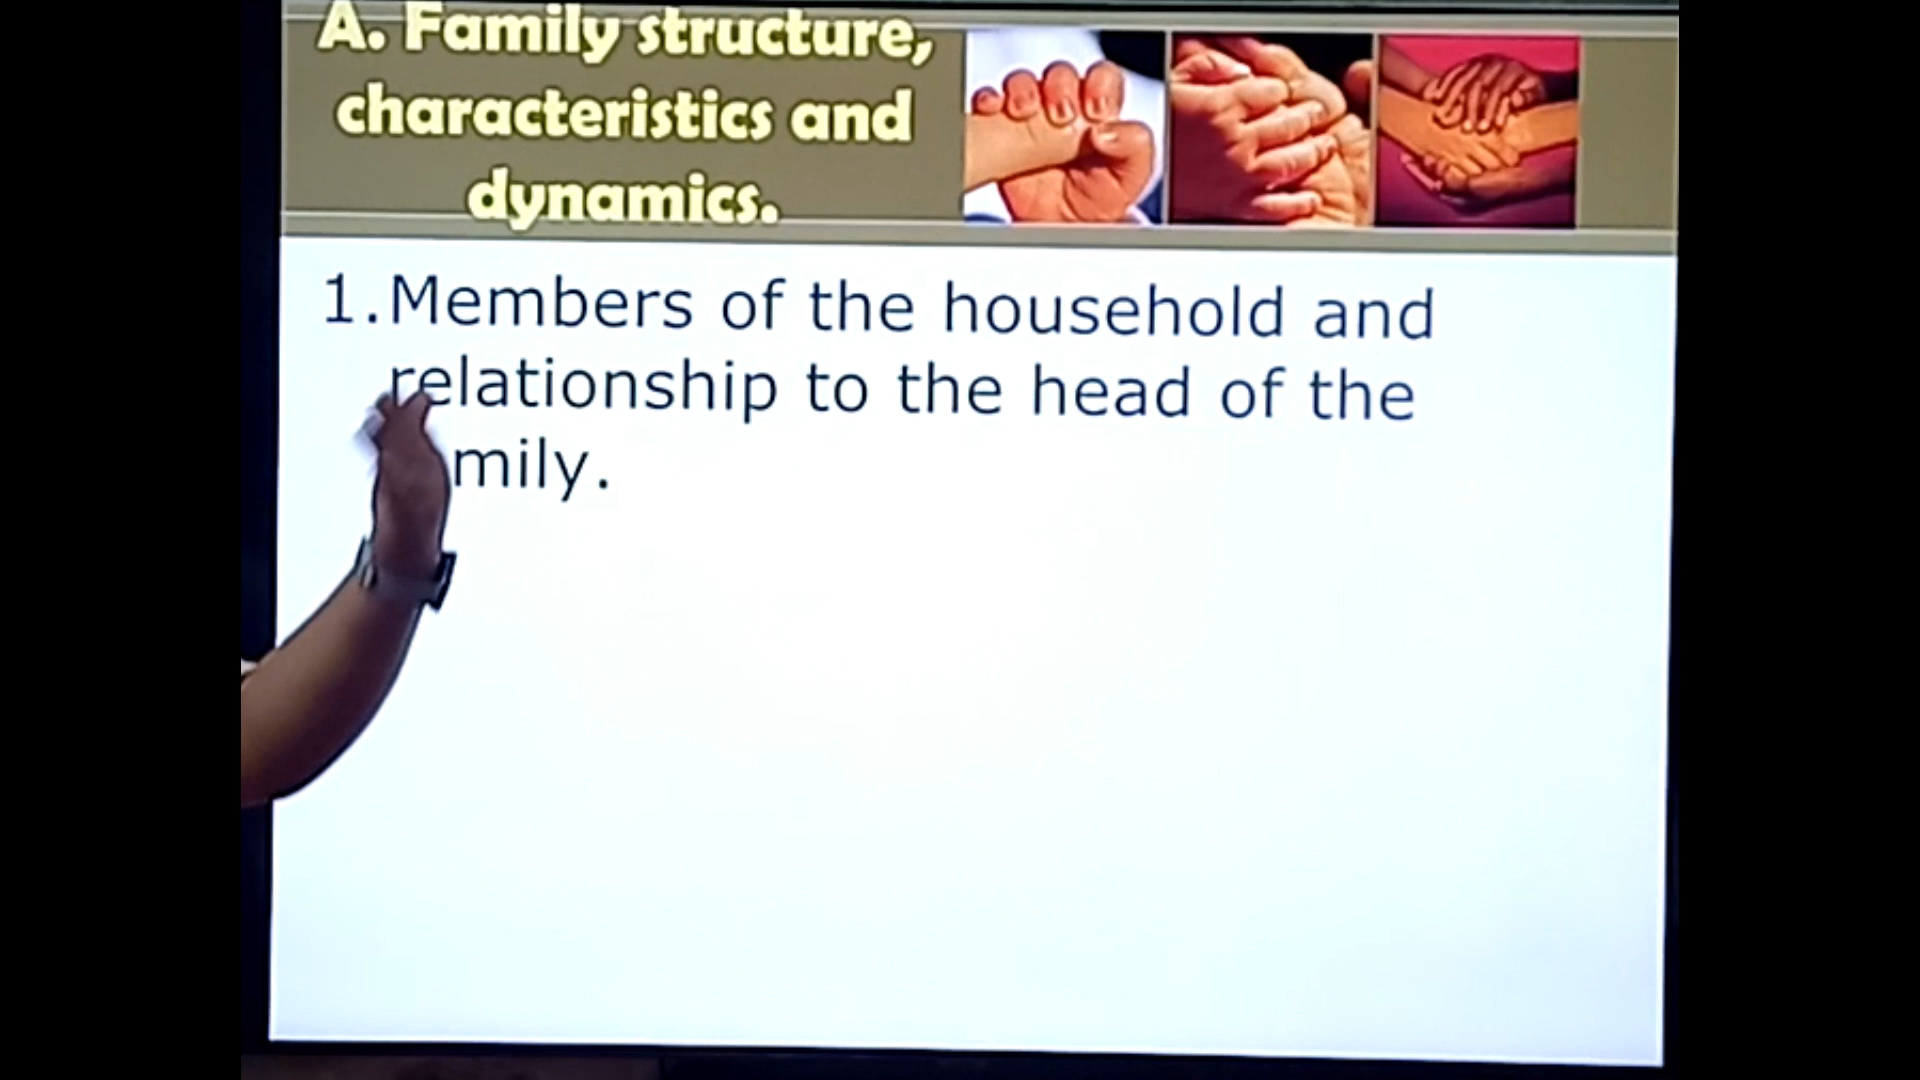 A. Family structure,
characteristics and
dynamics.
1. Members of the household and
relationship to the head of the
mily.